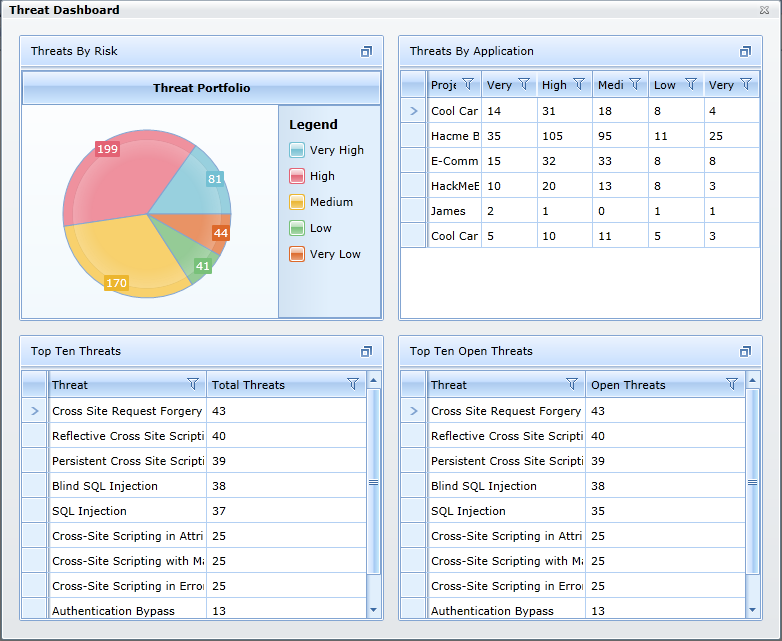 Threat Dashboard
Threats By Risk
Threat Portfolio
199
81
44
41
170
Legend
Very High
High
Medium
Low
Very Low
Threats By Application
Proje Very High Medi Low Very
Cool Car 14 31 18 8 4
Hacme B 35 105 95 11 25
E-Comm 15 32 33 8 8
HackMeE 10 20 13 8 3
James 2 1 0 1 1
Cool Car 5 10 11 5 3
Top Ten Threats
Threat Total Threats
Cross Site Request Forgery 43
Reflective Cross Site Scripti 40
Persistent Cross Site Scripti 39
Blind SQL Injection 38
SQL Injection 37
Cross-Site Scripting in Attri 25
Cross-Site Scripting with Ma 25
Cross-Site Scripting in Error 25
Authentication Bypass 13
Top Ten Open Threats
Threat Open Threats
Cross Site Request Forgery 43
Reflective Cross Site Scripti 40
Persistent Cross Site Scripti 39
Blind SQL Injection 38
SQL Injection 35
Cross-Site Scripting in Attri 25
Cross-Site Scripting with Ma 25
Cross-Site Scripting in Error 25
Authentication Bypass 13